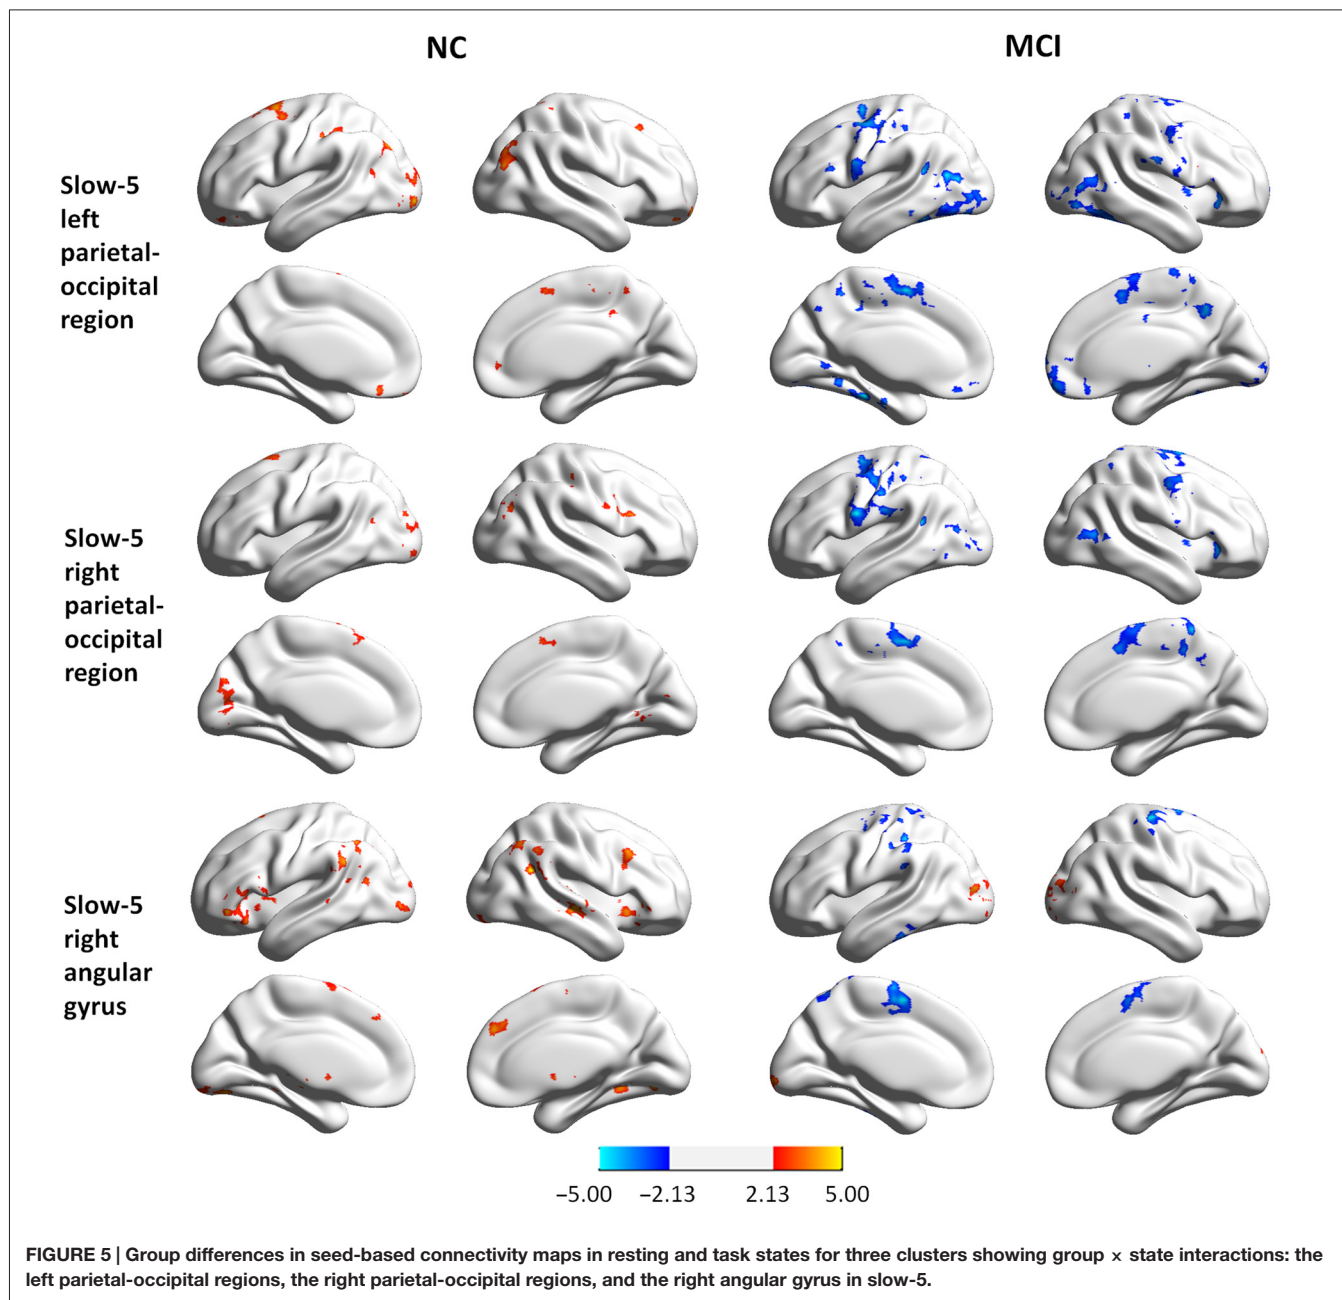 NC
MCI
Slow-5
left
parietal-
occipital
region
Slow-5
right
parietal-
occipital
region
Slow-5
right
angular
gyrus
−5.00 −2.13 2.13 5.00
FIGURE 5 | Group differences in seed-based connectivity maps in resting and task states for three clusters showing group × state interactions: the
left parietal-occipital regions, the right parietal-occipital regions, and the right angular gyrus in slow-5.